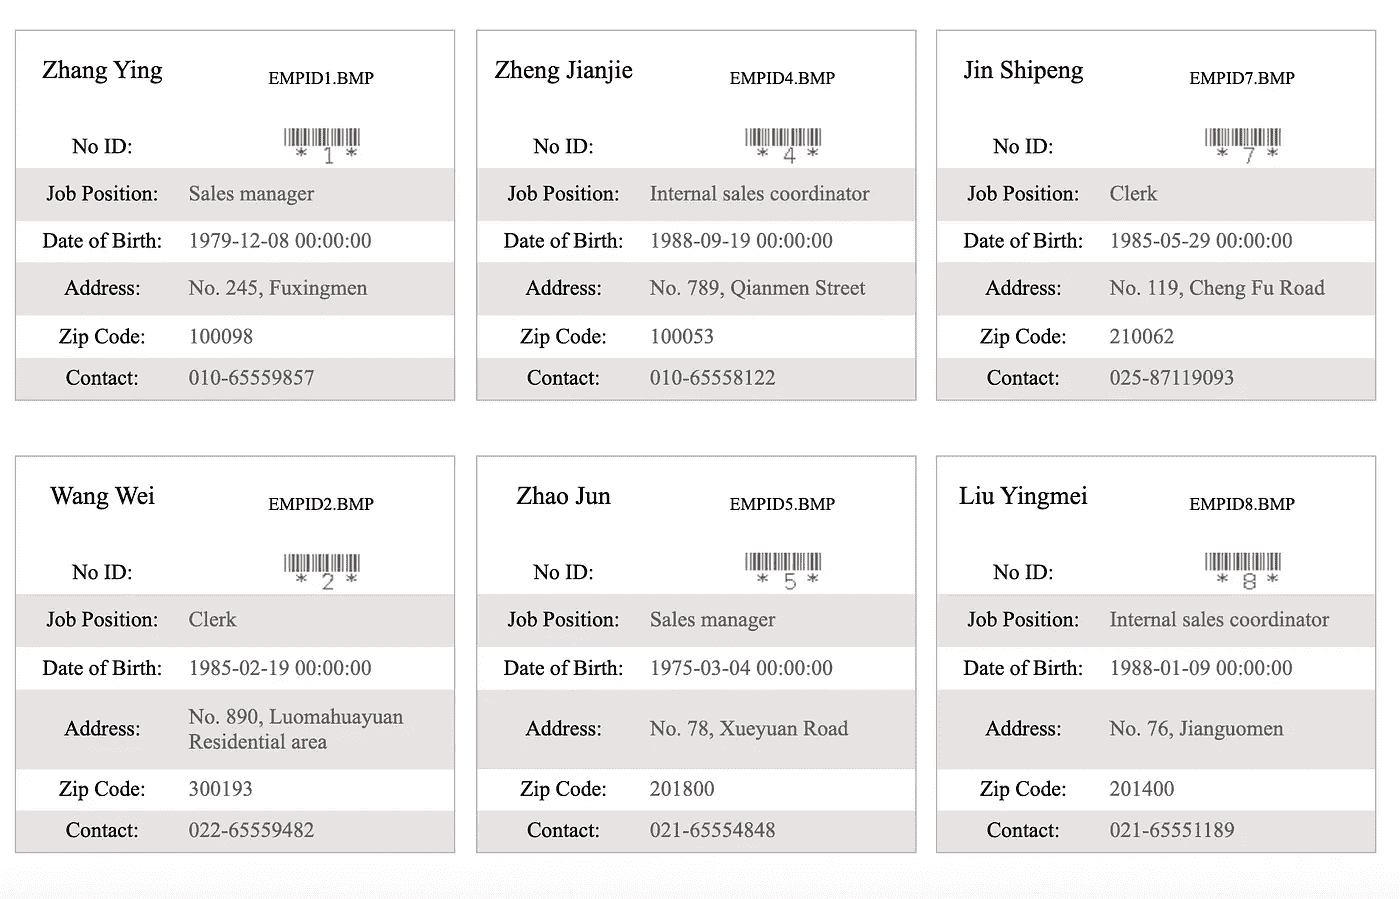 Zhang Ying
EMPID1.BMP
No ID:
* 1 *
Job Position: Sales manager
Date of Birth: 1979-12-08 00:00:00
Address: No. 245, Fuxingmen
Zip Code: 100098
Contact: 010-65559857
Zheng Jianjie
EMPID4.BMP
No ID:
* 4 *
Job Position: Internal sales coordinator
Date of Birth: 1988-09-19 00:00:00
Address: No. 789, Qianmen Street
Zip Code: 100053
Contact: 010-65558122
Jin Shipeng
EMPID7.BMP
No ID:
* 7 *
Job Position: Clerk
Date of Birth: 1985-05-29 00:00:00
Address: No. 119, Cheng Fu Road
Zip Code: 210062
Contact: 025-87119093
Wang Wei
EMPID2.BMP
No ID:
* 2 *
Job Position: Clerk
Date of Birth: 1985-02-19 00:00:00
Address: No. 890, Luomahuayuan
Residential area
Zip Code: 300193
Contact: 022-65559482
Zhao Jun
EMPID5.BMP
No ID:
* 5 *
Job Position: Sales manager
Date of Birth: 1975-03-04 00:00:00
Address: No. 78, Xueyuan Road
Zip Code: 201800
Contact: 021-65554848
Liu Yingmei
EMPID8.BMP
No ID:
* 8 *
Job Position: Internal sales coordinator
Date of Birth: 1988-01-09 00:00:00
Address: No. 76, Jianguomen
Zip Code: 201400
Contact: 021-65551189